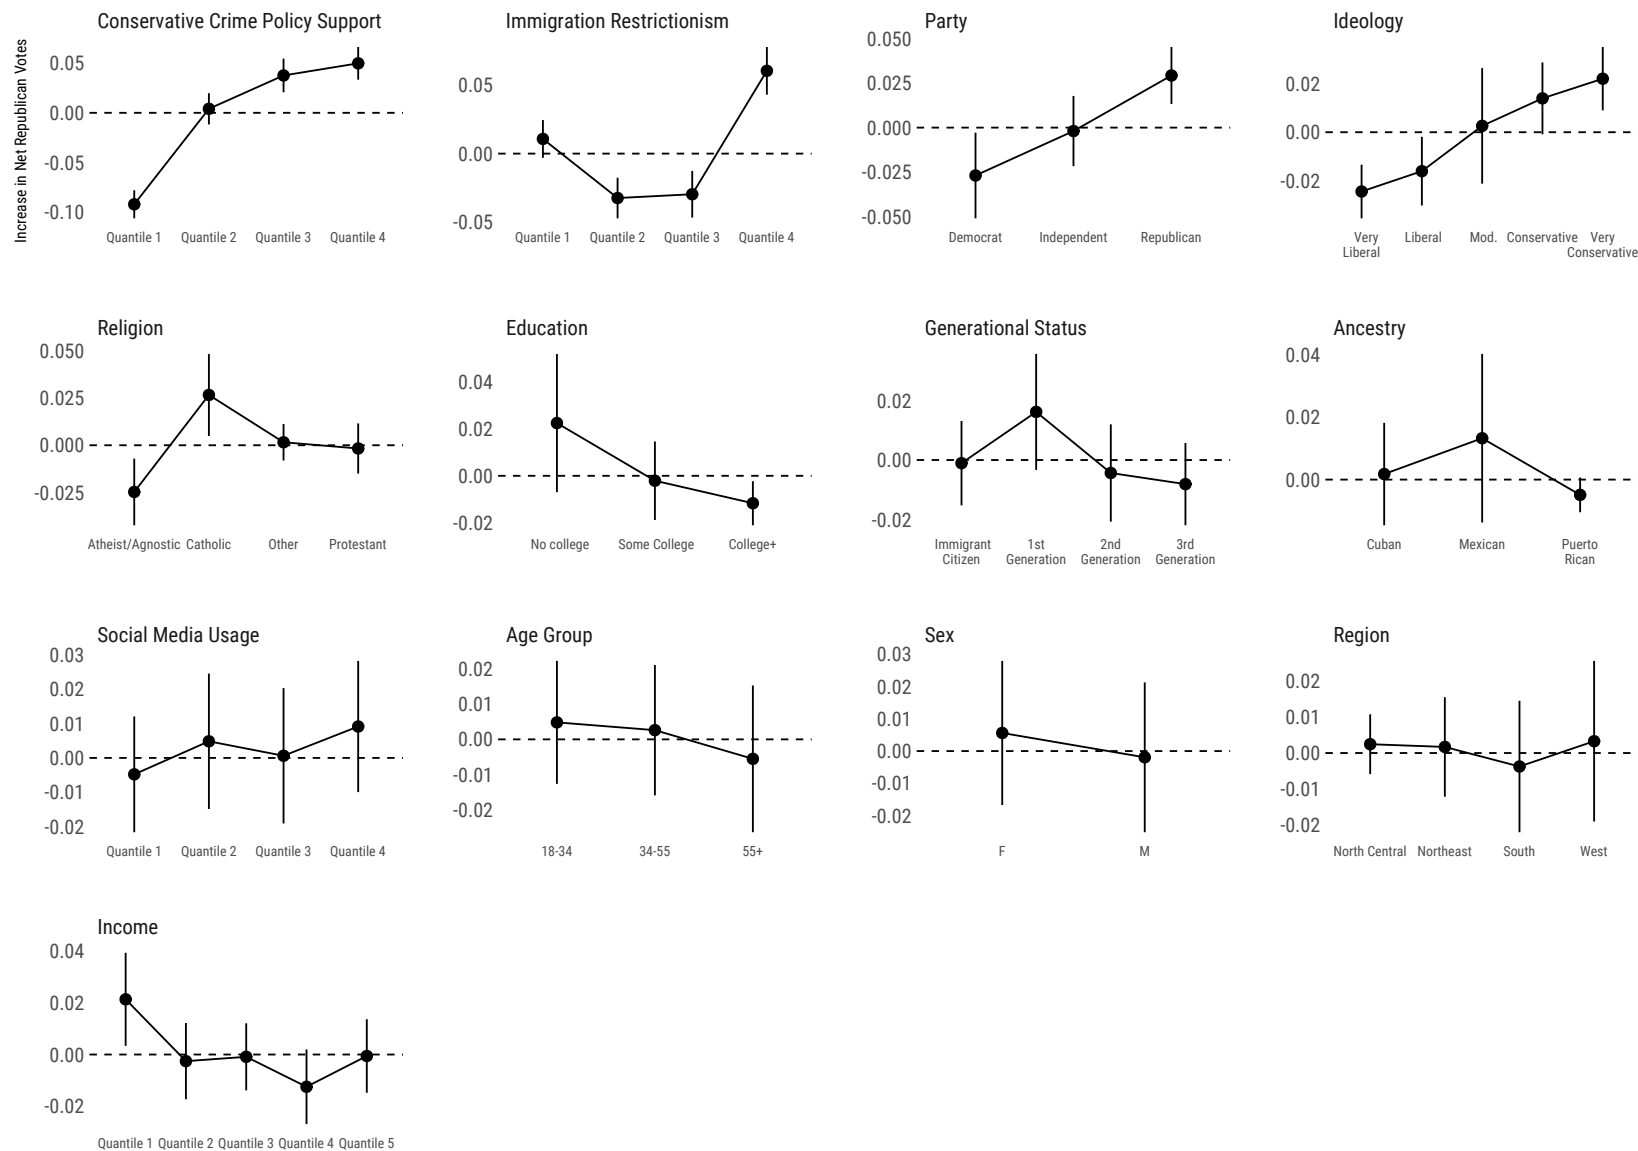 Conservative Crime Policy Support
Increase in Net Republican Votes
0.05
0.00
-0.05
-0.10
Quantile 1 Quantile 2 Quantile 3 Quantile 4
Immigration Restrictionism
0.05
0.00
-0.05
Quantile 1 Quantile 2 Quantile 3 Quantile 4
Party
0.050
0.025
0.000
-0.025
-0.050
Democrat Independent Republican
Ideology
0.02
0.00
-0.02
Very Liberal Mod. Conservative Very
Liberal Conservative
Religion
0.050
0.025
0.000
-0.025
Atheist/Agnostic Catholic Other Protestant
Education
0.04
0.02
0.00
-0.02
No college Some College College+
Generational Status
0.02
0.00
-0.02
Immigrant 1st 2nd 3rd
Citizen Generation Generation Generation
Ancestry
0.04
0.02
0.00
Cuban Mexican Puerto
Rican
Social Media Usage
0.03
0.02
0.01
0.00
-0.01
-0.02
Quantile 1 Quantile 2 Quantile 3 Quantile 4
Age Group
0.02
0.01
0.00
-0.01
-0.02
18-34 34-55 55+
Sex
0.03
0.02
0.01
0.00
-0.01
-0.02
F M
Region
0.02
0.01
0.00
-0.01
-0.02
North Central Northeast South West
Income
0.04
0.02
0.00
-0.02
Quantile 1 Quantile 2 Quantile 3 Quantile 4 Quantile 5